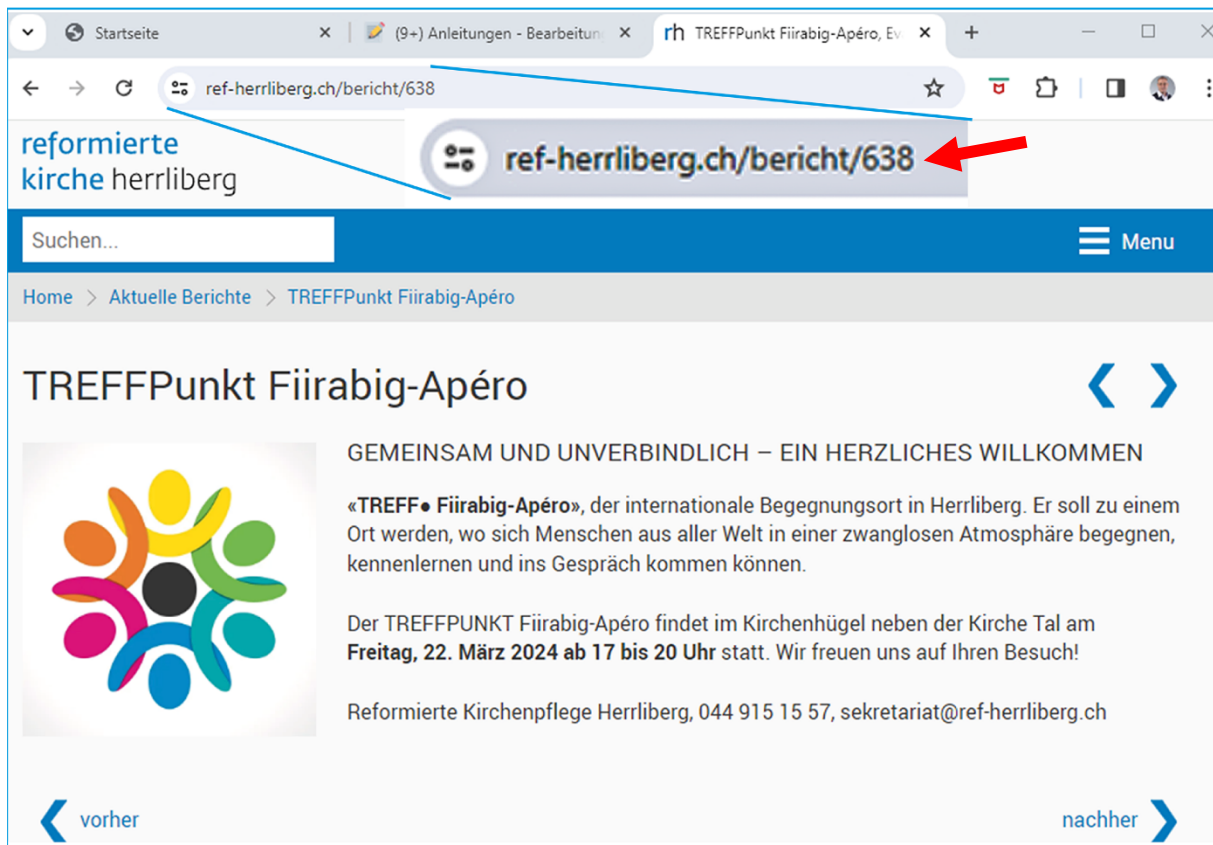 Startseite
(9+) Anleitungen - Bearbeitun
rh TREFFPunkt Fiirabig-Apéro, Ev
ref-herrliberg.ch/bericht/638
reformierte
kirche herrliberg
ref-herrliberg.ch/bericht/638
Suchen...
Menu
Home > Aktuelle Berichte > TREFFPunkt Fiirabig-Apéro
TREFFPunkt Fiirabig-Apéro
GEMEINSAM UND UNVERBINDLICH – EIN HERZLICHES WILLKOMMEN
«TREFF● Fiirabig-Apéro», der internationale Begegnungsort in Herrliberg. Er soll zu einem
Ort werden, wo sich Menschen aus aller Welt in einer zwanglosen Atmosphäre begegnen,
kennenlernen und ins Gespräch kommen können.
Der TREFFPUNKT Fiirabig-Apéro findet im Kirchenhügel neben der Kirche Tal am
Freitag, 22. März 2024 ab 17 bis 20 Uhr statt. Wir freuen uns auf Ihren Besuch!
Reformierte Kirchenpflege Herrliberg, 044 915 15 57, sekretariat@ref-herrliberg.ch
vorher
nachher